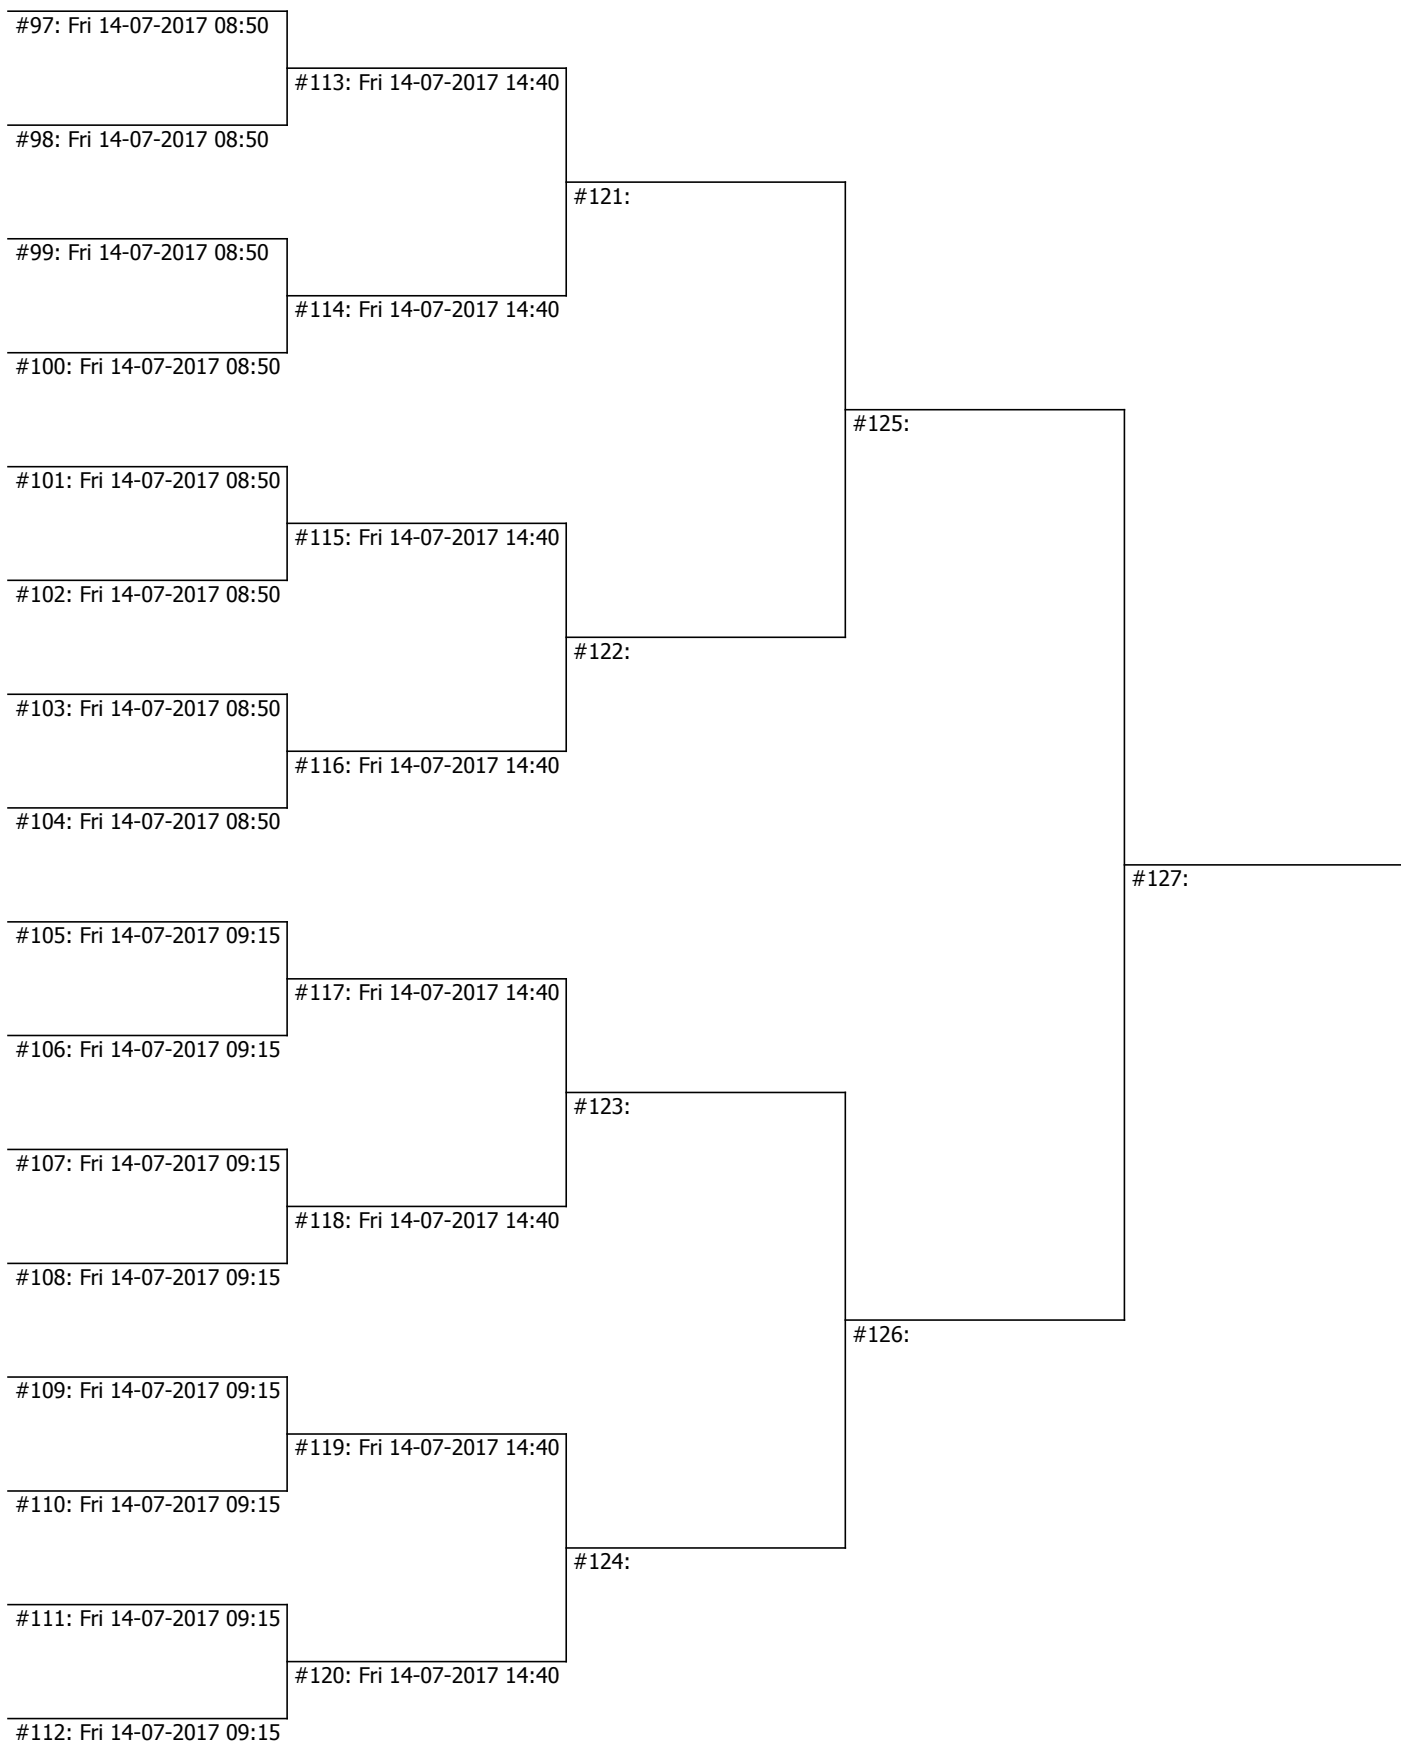 #97: Fri 14-07-2017 08:50
#113: Fri 14-07-2017 14:40
#98: Fri 14-07-2017 08:50
#121:
#99: Fri 14-07-2017 08:50
#114: Fri 14-07-2017 14:40
#100: Fri 14-07-2017 08:50
#125:
#101: Fri 14-07-2017 08:50
#115: Fri 14-07-2017 14:40
#102: Fri 14-07-2017 08:50
#122:
#103: Fri 14-07-2017 08:50
#116: Fri 14-07-2017 14:40
#104: Fri 14-07-2017 08:50
#127:
#105: Fri 14-07-2017 09:15
#117: Fri 14-07-2017 14:40
#106: Fri 14-07-2017 09:15
#123:
#107: Fri 14-07-2017 09:15
#118: Fri 14-07-2017 14:40
#108: Fri 14-07-2017 09:15
#126:
#109: Fri 14-07-2017 09:15
#119: Fri 14-07-2017 14:40
#110: Fri 14-07-2017 09:15
#124:
#111: Fri 14-07-2017 09:15
#120: Fri 14-07-2017 14:40
#112: Fri 14-07-2017 09:15